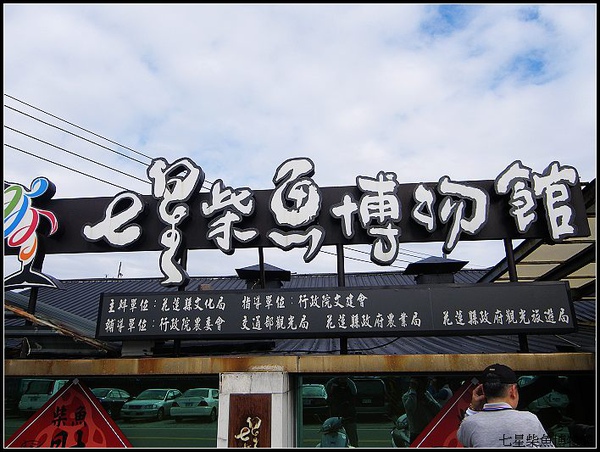 七星柴魚博物館
主辦單位：花蓮縣文化局 指導單位：行政院文建會
輔導單位：行政院農委會 交通部觀光局 花蓮縣政府農業局 花蓮縣政府觀光旅遊局
柴魚
七星柴魚博